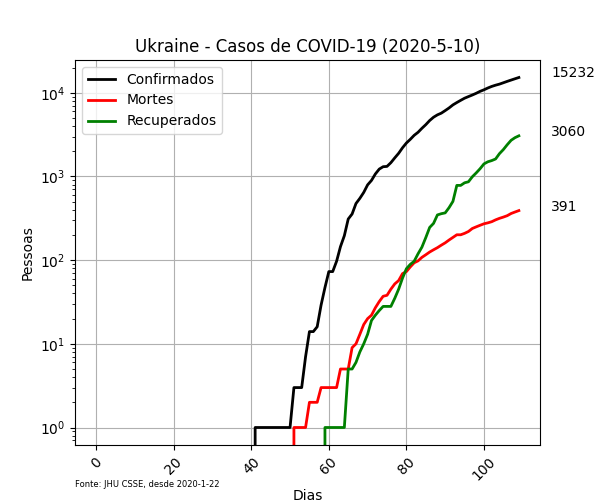 Ukraine - Casos de COVID-19 (2020-5-10)
Confirmados
Mortes
Recuperados
15232
3060
391
10⁴
10³
10²
10¹
10⁰
Pessoas
0
20
40
60
80
100
Dias
Fonte: JHU CSSE, desde 2020-1-22